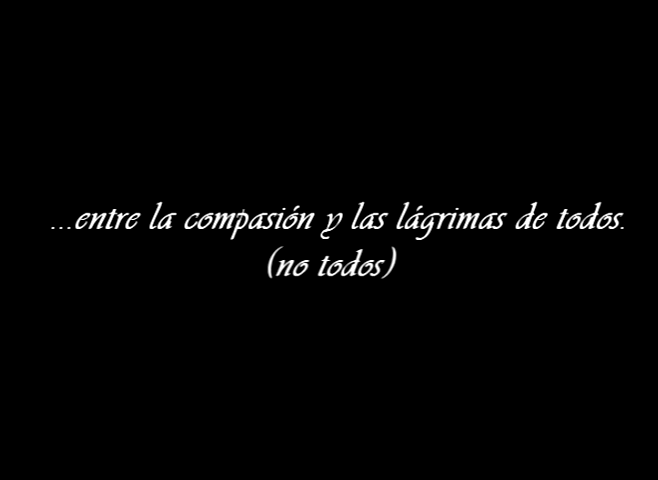 ...entre la compasión y las lágrimas de todos.
(no todos)